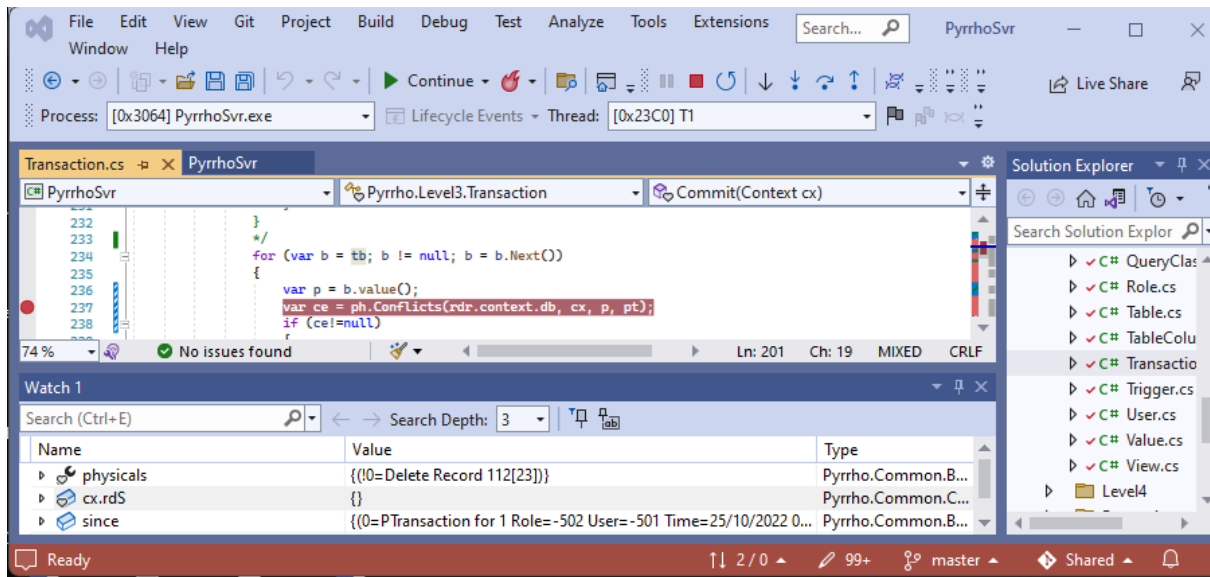 File Edit View Git Project Build Debug Test Analyze Tools Extensions Search... PyrrhoSvr
Window Help
Continue Live Share
Process: [0x3064] PyrrhoSvr.exe Lifecycle Events Thread: [0x23C0] T1
Transaction.cs PyrrhoSvr Solution Explorer
C# PyrrhoSvr Pyrrho.Level3.Transaction Commit(Context cx)
Search Solution Explor
232 }
233 */
234 for (var b = tb; b != null; b = b.Next())
235 {
236 var p = b.value();
237 var ce = ph.Conflicts(rdr.context.db, cx, p, pt);
238 if (ce!=null)
74 % No issues found Ln: 201 Ch: 19 MIXED CRLF
C# QueryClas
C# Role.cs
C# Table.cs
C# TableColu
C# Transactio
C# Trigger.cs
C# User.cs
C# Value.cs
C# View.cs
Level4
Watch 1
Search (Ctrl+E) Search Depth: 3
Name Value Type
physicals {(!0=Delete Record 112[23])} Pyrrho.Common.B...
cx.rdS {} Pyrrho.Common.C...
since {(0=PTransaction for 1 Role=-502 User=-501 Time=25/10/2022 0... Pyrrho.Common.B...
Ready 2 / 0 99+ master Shared